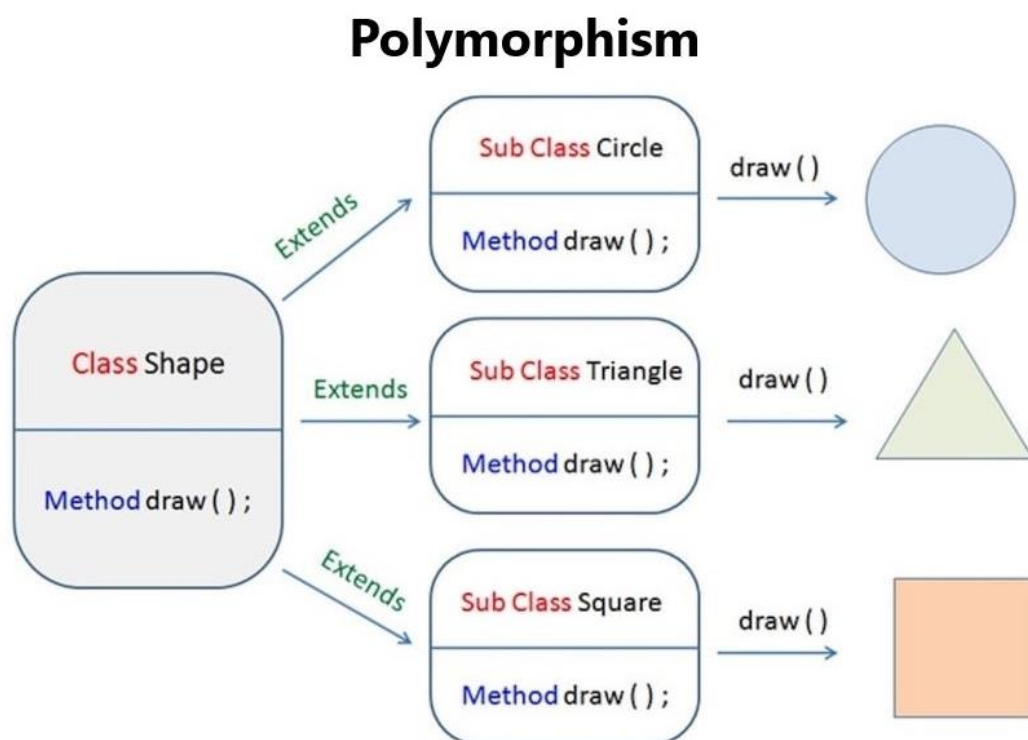 Polymorphism
Sub Class Circle
Method draw ( ) ;
draw ( )
Extends
Class Shape
Method draw ( ) ;
Extends
Sub Class Triangle
Method draw ( ) ;
draw ( )
Extends
Sub Class Square
Method draw ( ) ;
draw ( )